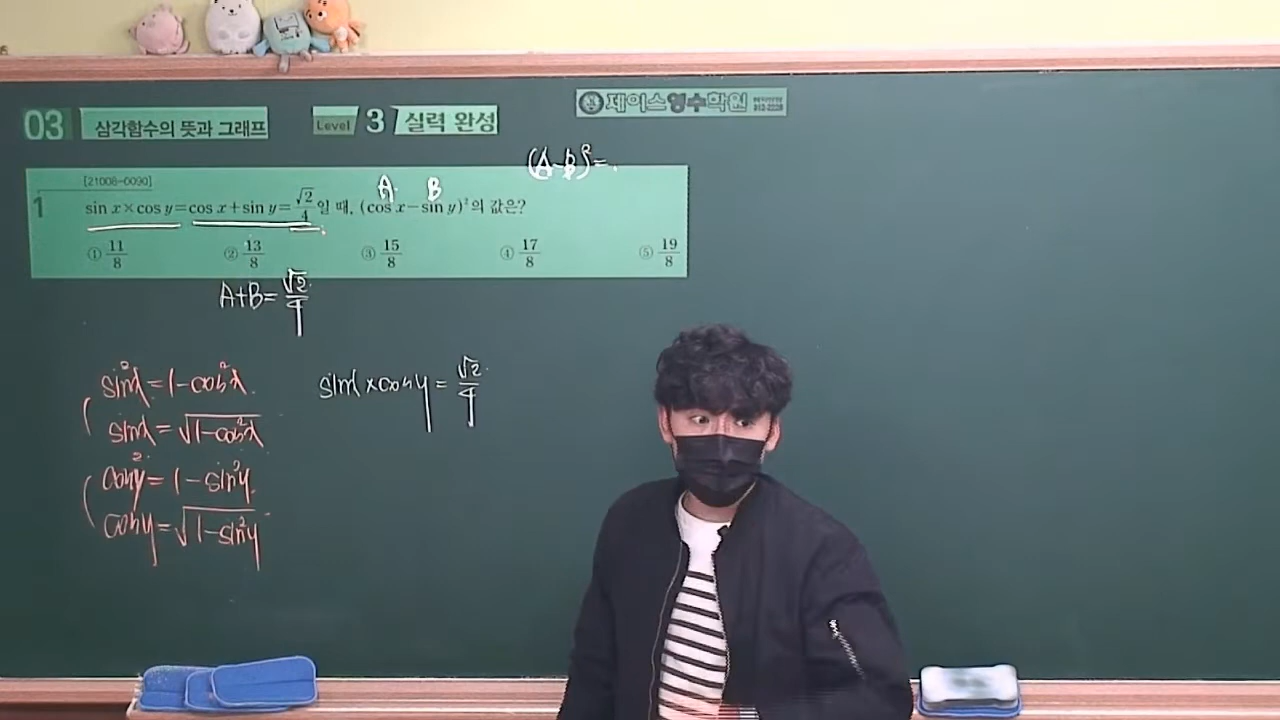 03 삼각함수의 뜻과 그래프 Level 3 실력 완성
제이스영수학원
(A-B)²=
[21008-0090]
A B
1 sin x×cos y=cos x+sin y=√2/4일 때, (cos x-sin y)²의 값은?
① 11/8 ② 13/8 ③ 15/8 ④ 17/8 ⑤ 19/8
A+B=√2/4
sin²x=1-cos²x
sinx=√(1-cos²x)
cos²y=1-sin²y
cosy=√(1-sin²y)
sinx×cosy=√2/4